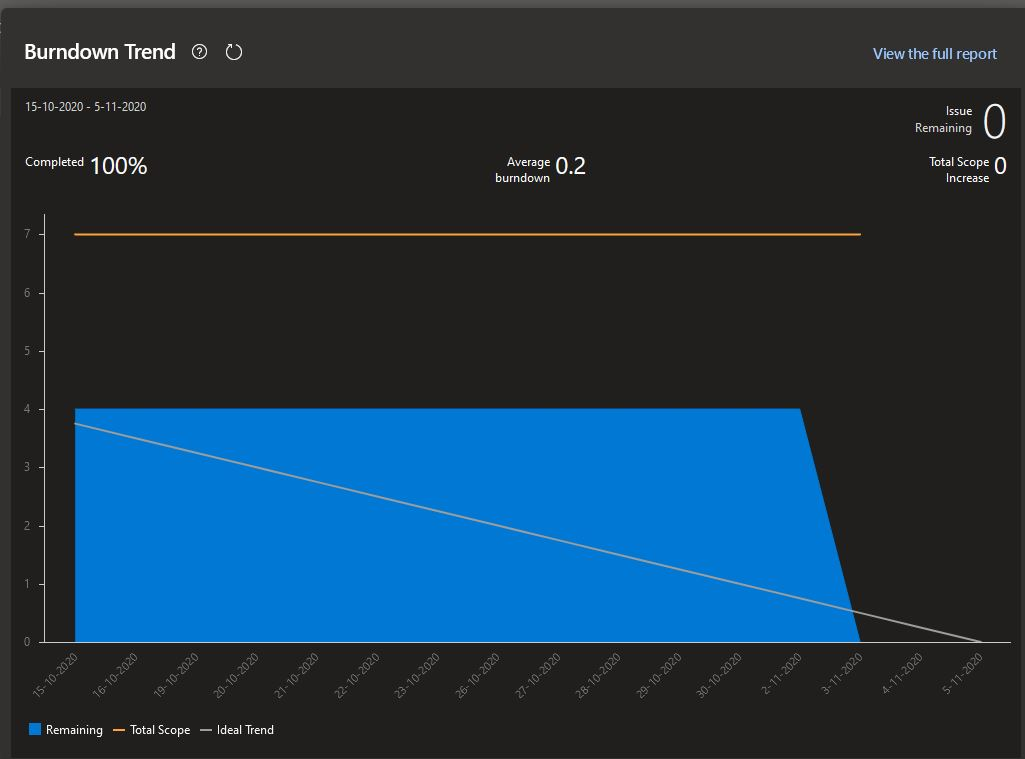 Burndown Trend
View the full report
15-10-2020 - 5-11-2020
Issue
Remaining
0
Completed 100%
Average
burndown
0.2
Total Scope
Increase
0
7
6
5
4
3
2
1
0
15-10-2020
16-10-2020
19-10-2020
20-10-2020
21-10-2020
22-10-2020
23-10-2020
26-10-2020
27-10-2020
28-10-2020
29-10-2020
30-10-2020
2-11-2020
3-11-2020
4-11-2020
5-11-2020
Remaining
Total Scope
Ideal Trend